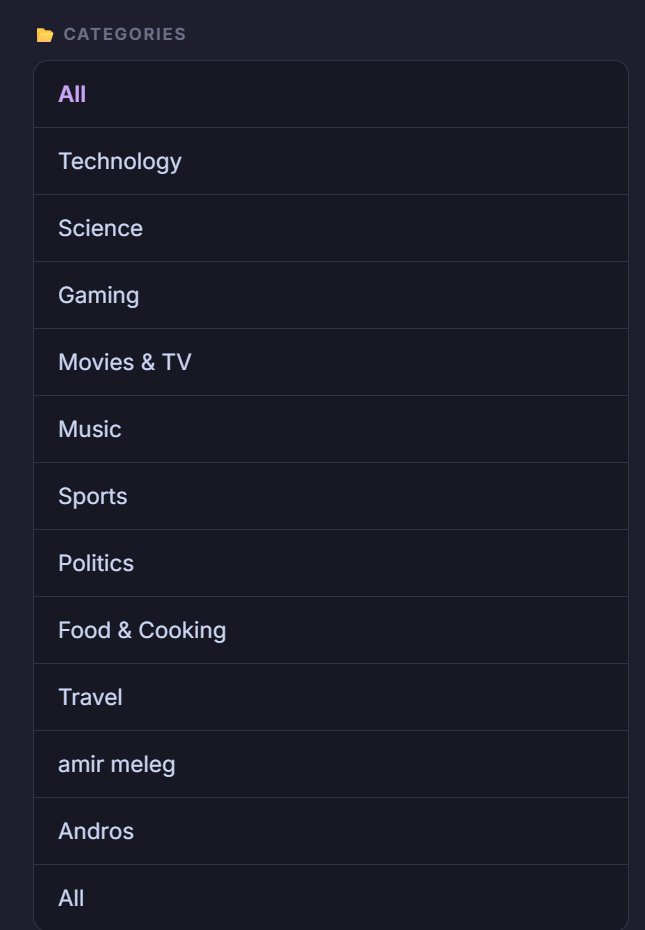 CATEGORIES
All
Technology
Science
Gaming
Movies & TV
Music
Sports
Politics
Food & Cooking
Travel
amir meleg
Andros
All